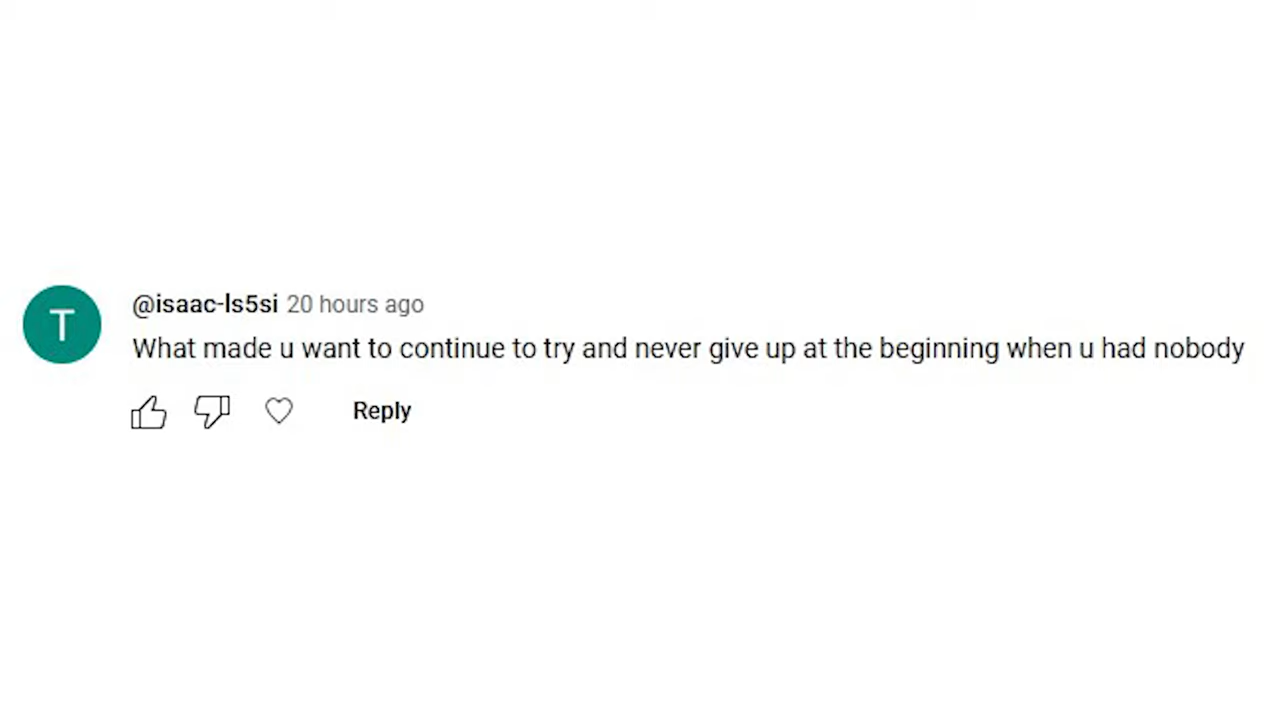 T
@isaac-ls5si 20 hours ago
What made u want to continue to try and never give up at the beginning when u had nobody
Reply